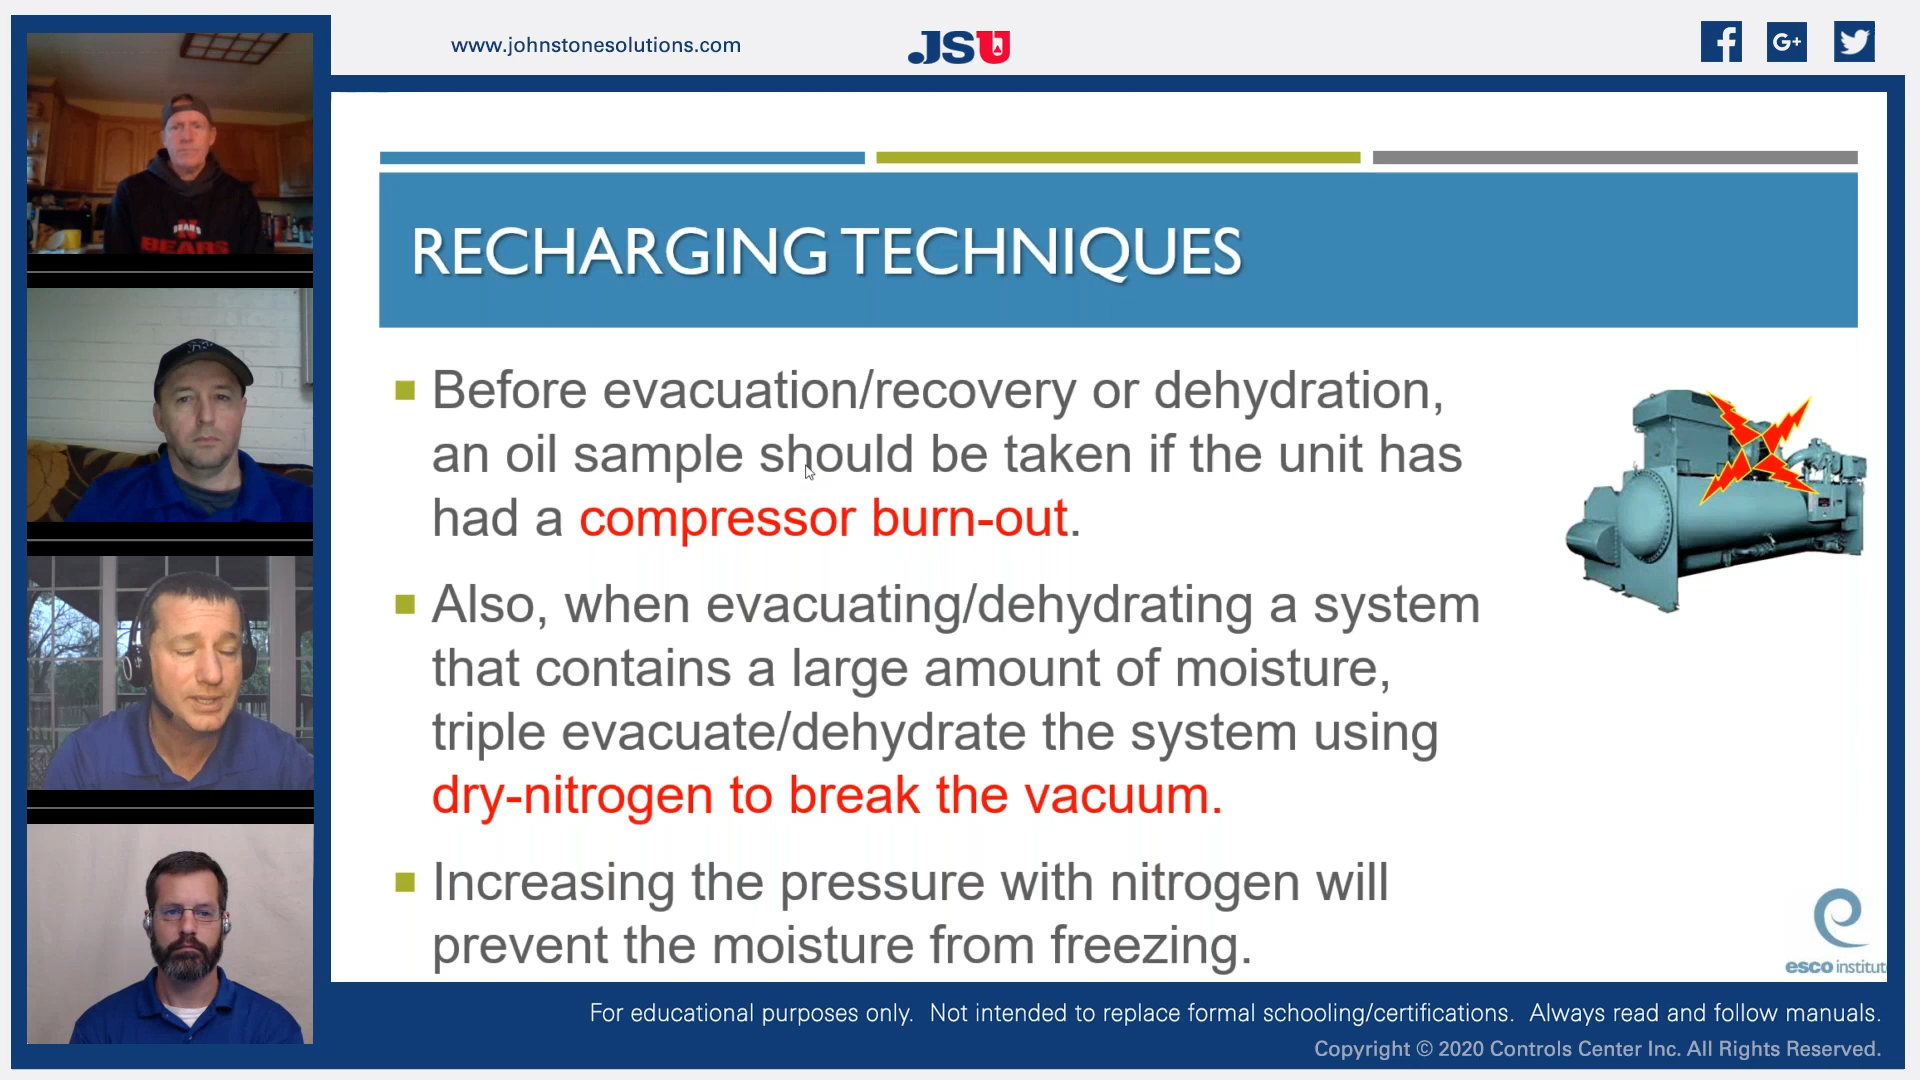 www.johnstonesolutions.com
JSU
G+
BEARS
BEARS
RECHARGING TECHNIQUES
Before evacuation/recovery or dehydration,
an oil sample should be taken if the unit has
had a compressor burn-out.
Also, when evacuating/dehydrating a system
that contains a large amount of moisture,
triple evacuate/dehydrate the system using
dry-nitrogen to break the vacuum.
Increasing the pressure with nitrogen will
prevent the moisture from freezing.
esco institut
For educational purposes only. Not intended to replace formal schooling/certifications. Always read and follow manuals.
Copyright © 2020 Controls Center Inc. All Rights Reserved.